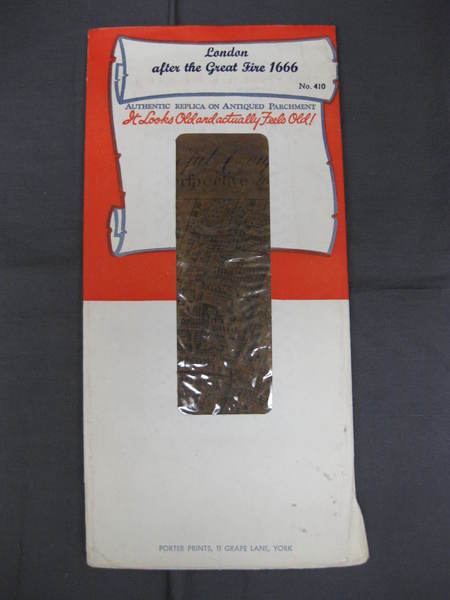 London
after the Great Fire 1666
No. 410
AUTHENTIC REPLICA ON ANTIQUED PARCHMENT
It Looks Old and actually Feels Old!
PORTER PRINTS, 11 GRAPE LANE, YORK